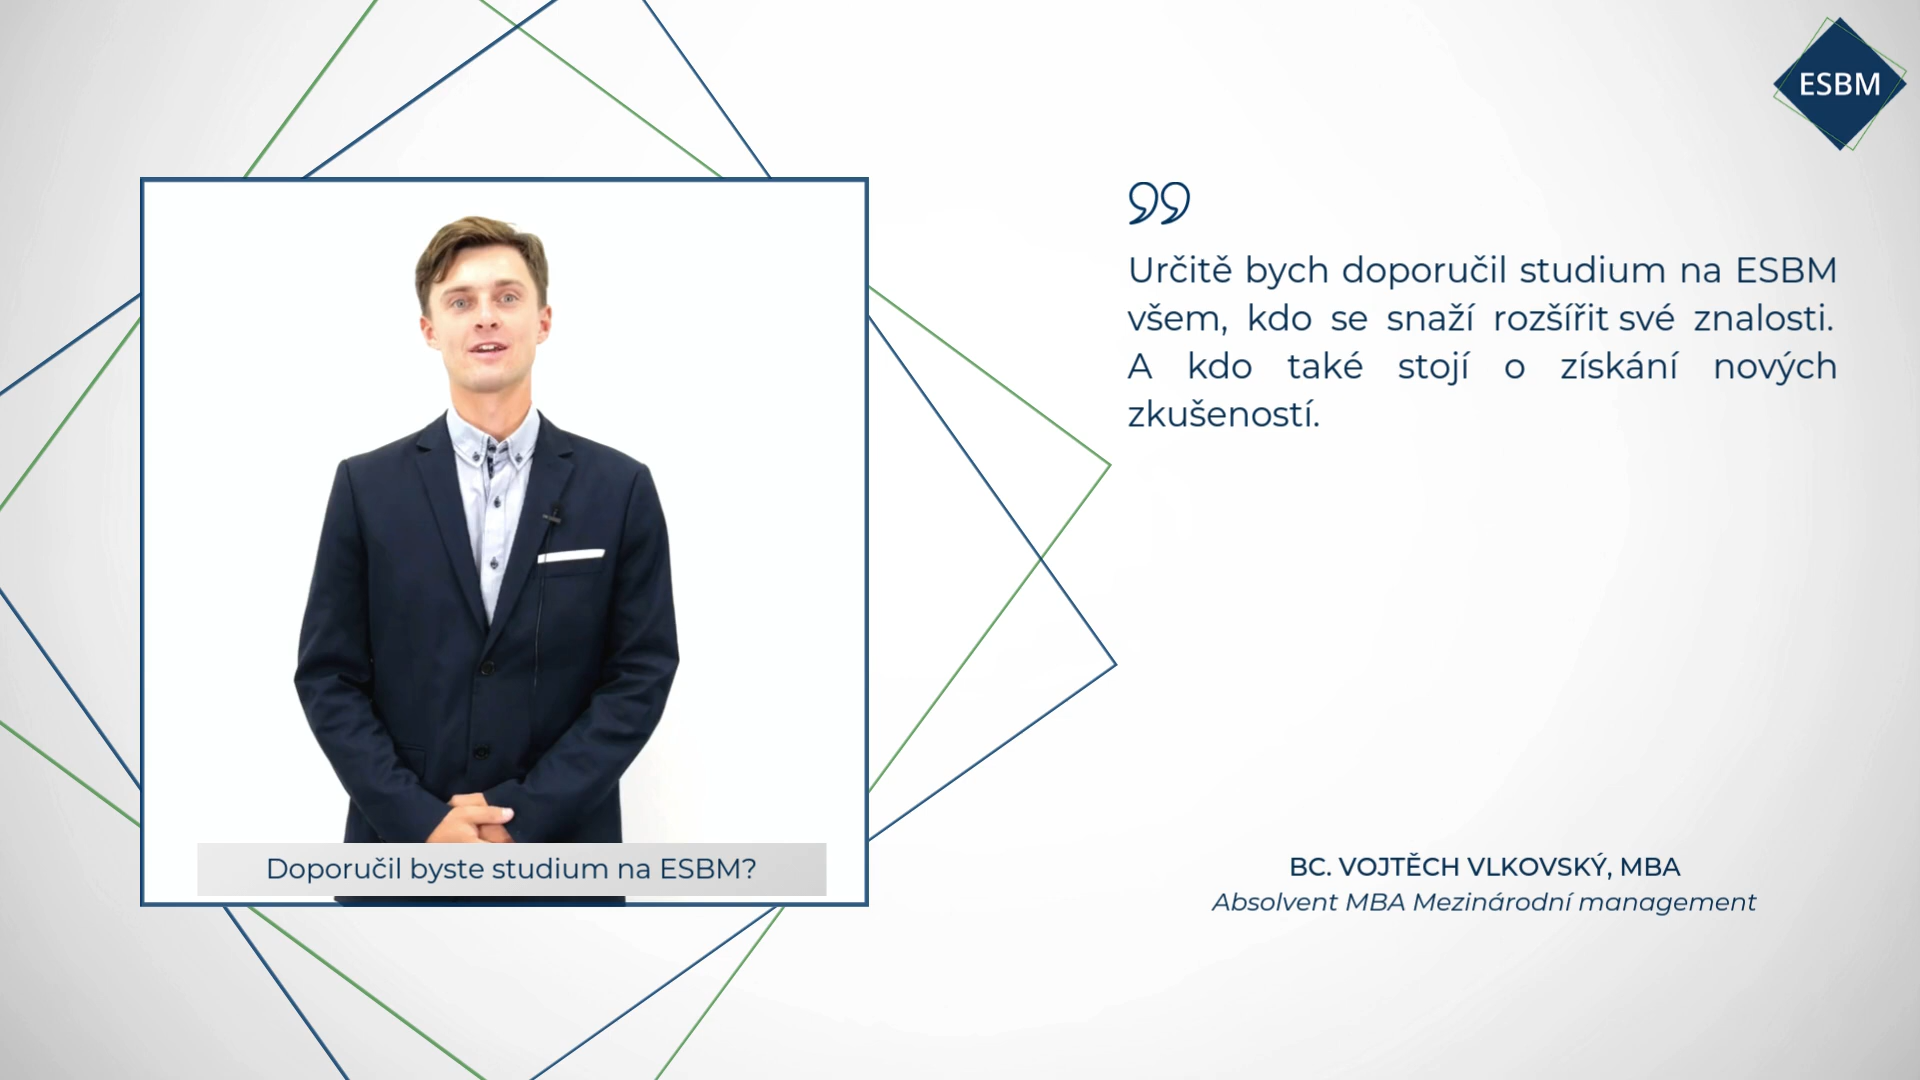 ESBM
Určitě bych doporučil studium na ESBM
všem, kdo se snaží rozšířit své znalosti.
A kdo také stojí o získání nových
zkušeností.
Doporučil byste studium na ESBM?
BC. VOJTĚCH VLKOVSKÝ, MBA
Absolvent MBA Mezinárodní management